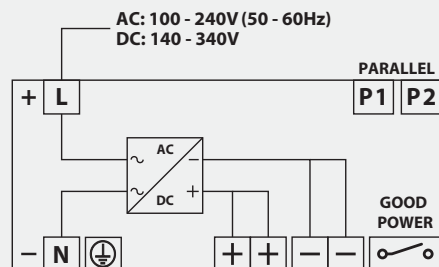 AC: 100 - 240V (50 - 60Hz)
DC: 140 - 340V
PARALLEL
+ L P1 P2
AC
~ −
~ +
DC
GOOD
POWER
− N + + − −